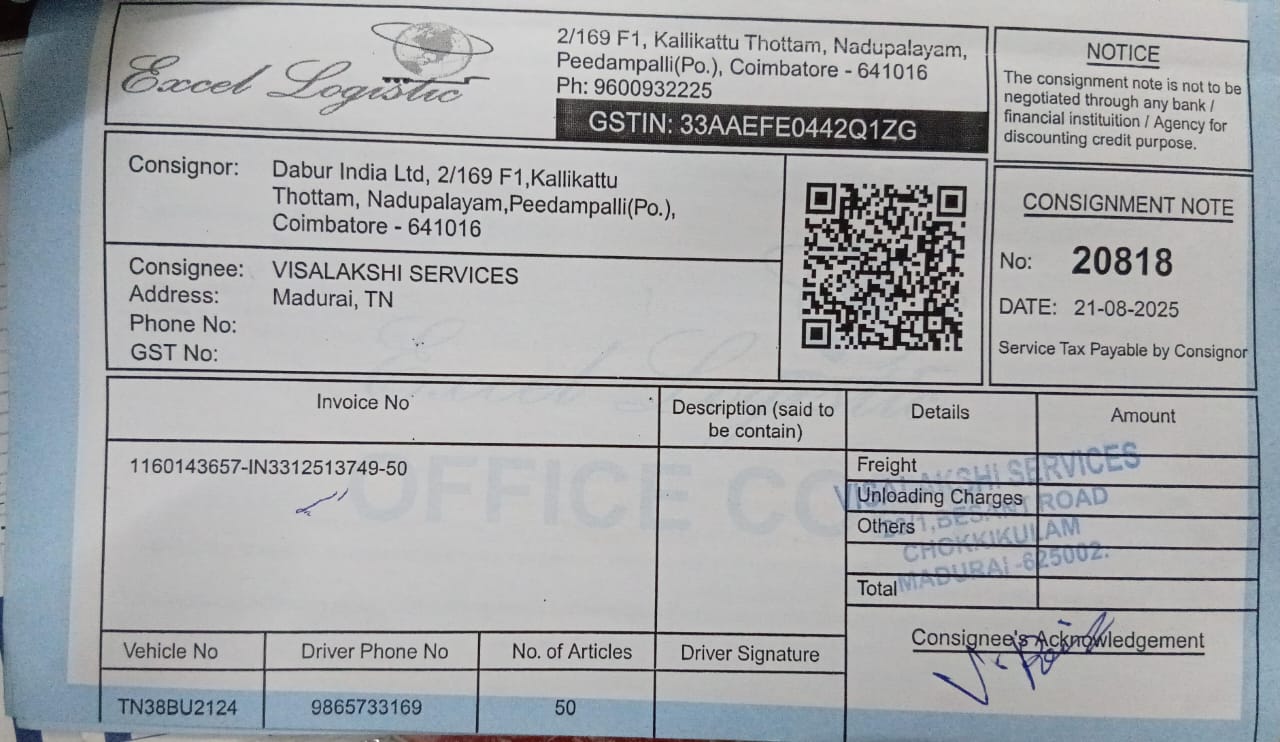 Excel Logistic
2/169 F1, Kallikattu Thottam, Nadupalayam,
Peedampalli(Po.), Coimbatore - 641016
Ph: 9600932225
GSTIN: 33AAEFE0442Q1ZG
NOTICE
The consignment note is not to be
negotiated through any bank /
financial instituition / Agency for
discounting credit purpose.
Consignor: Dabur India Ltd, 2/169 F1,Kallikattu
Thottam, Nadupalayam,Peedampalli(Po.),
Coimbatore - 641016
Consignee: VISALAKSHI SERVICES
Address: Madurai, TN
Phone No:
GST No:
CONSIGNMENT NOTE
No: 20818
DATE: 21-08-2025
Service Tax Payable by Consignor
Invoice No
Description (said to
be contain)
Details
Amount
1160143657-IN3312513749-50
OFFICE CO
Freight
Unloading Charges
Others
Total
VISALAKSHI SERVICES
BESANT ROAD
CHOKKIKULAM
MADURAI -625002.
Consignee's Acknowledgement
Vehicle No
Driver Phone No
No. of Articles
Driver Signature
TN38BU2124
9865733169
50